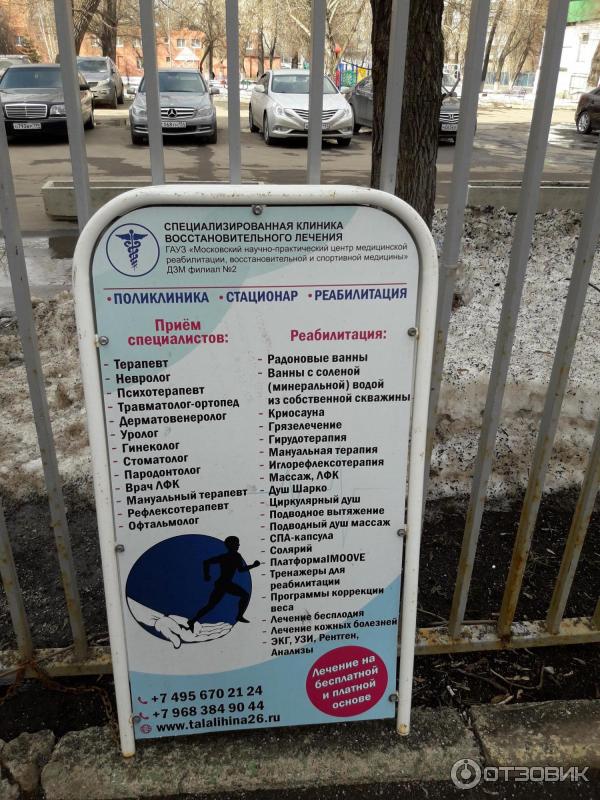 СПЕЦИАЛИЗИРОВАННАЯ КЛИНИКА
ВОССТАНОВИТЕЛЬНОГО ЛЕЧЕНИЯ
ГАУЗ «Московский научно-практический центр медицинской
реабилитации, восстановительной и спортивной медицины»
ДЗМ филиал №2
• ПОЛИКЛИНИКА • СТАЦИОНАР • РЕАБИЛИТАЦИЯ
Приём
специалистов:
- Терапевт
- Невролог
- Психотерапевт
- Травматолог-ортопед
- Дерматовенеролог
- Уролог
- Гинеколог
- Стоматолог
- Пародонтолог
- Врач ЛФК
- Мануальный терапевт
- Рефлексотерапевт
- Офтальмолог
Реабилитация:
- Радоновые ванны
- Ванны с соленой
(минеральной) водой
из собственной скважины
- Криосауна
- Грязелечение
- Гирудотерапия
- Мануальная терапия
- Иглорефлексотерапия
- Массаж, ЛФК
- Душ Шарко
- Циркулярный душ
- Подводное вытяжение
- Подводный душ массаж
- СПА-капсула
- Солярий
- ПлатформаIMOOVE
- Тренажеры для
реабилитации
- Программы коррекции
веса
- Лечение бесплодия
- Лечение кожных болезней
- ЭКГ, УЗИ, Рентген,
Анализы
Лечение на
бесплатной
и платной
основе
+7 495 670 21 24
+7 968 384 90 44
www.talalihina26.ru
ОТЗОВИК